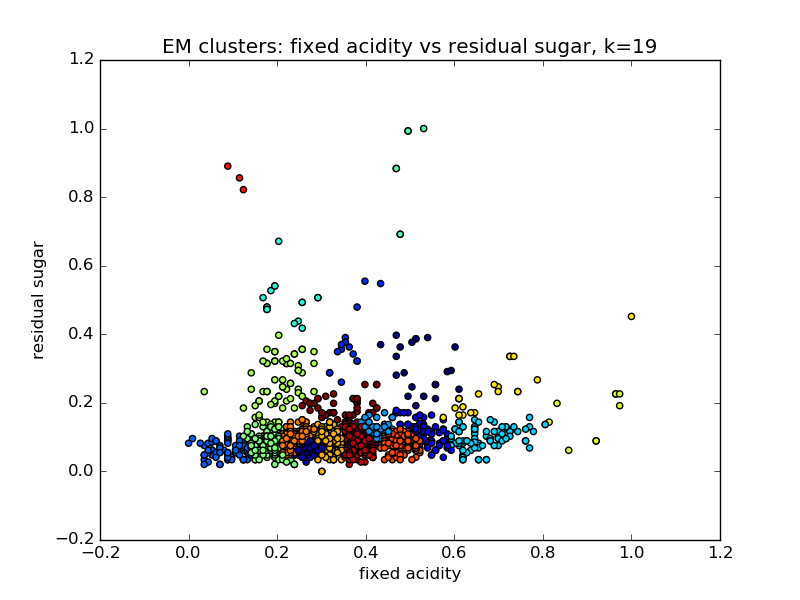 EM clusters: fixed acidity vs residual sugar, k=19
1.2
1.0
0.8
0.6
0.4
0.2
0.0
−0.2
residual sugar
−0.2 0.0 0.2 0.4 0.6 0.8 1.0 1.2
fixed acidity